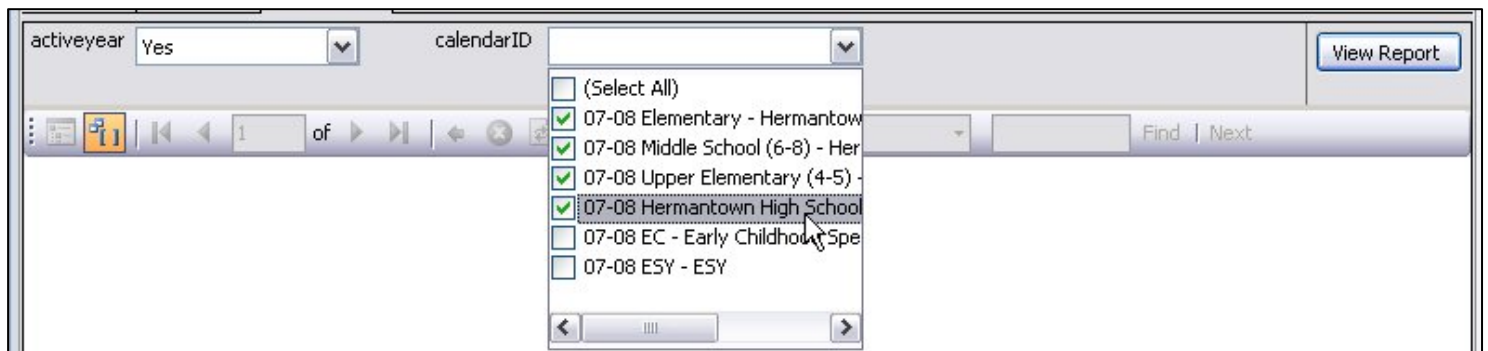 activeyear Yes calendarID View Report
(Select All)
07-08 Elementary - Hermantow
1 of Find | Next
07-08 Middle School (6-8) - Her
07-08 Upper Elementary (4-5) -
07-08 Hermantown High School
07-08 EC - Early Childhood Spe
07-08 ESY - ESY